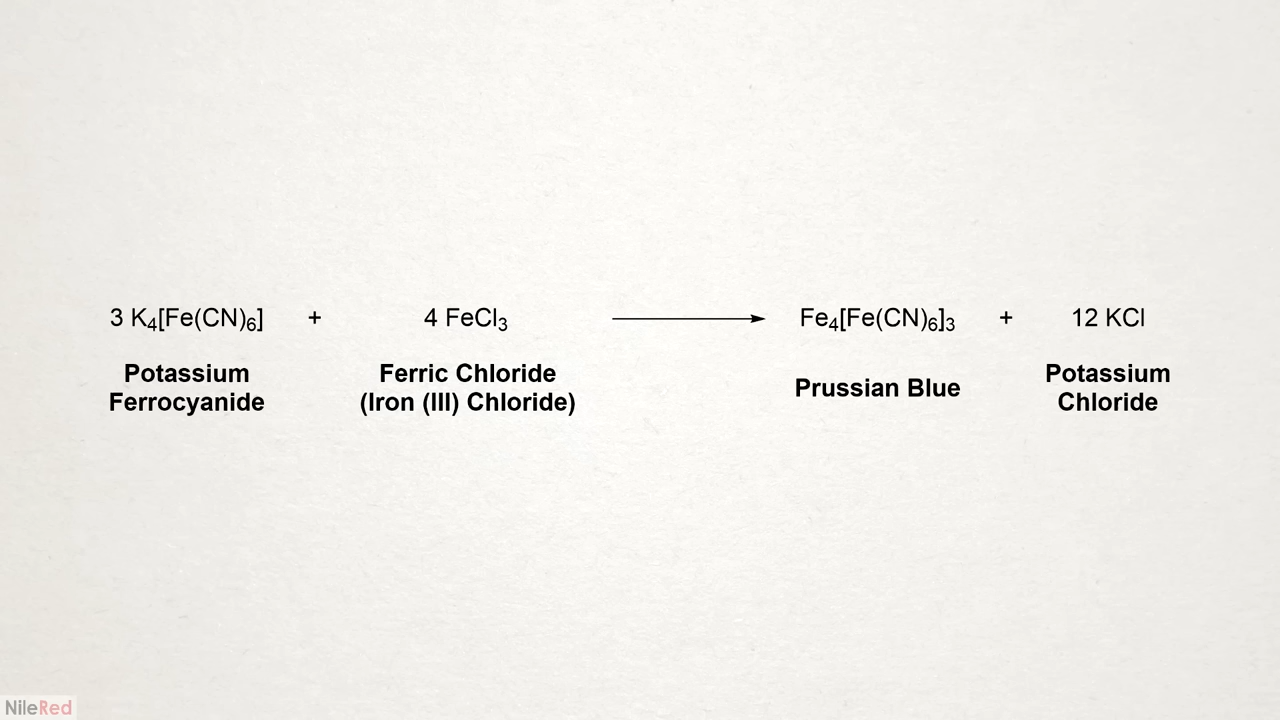 3 K₄[Fe(CN)₆] + 4 FeCl₃ Fe₄[Fe(CN)₆]₃ + 12 KCl
Potassium
Ferrocyanide
Ferric Chloride
(Iron (III) Chloride)
Prussian Blue
Potassium
Chloride
NileRed